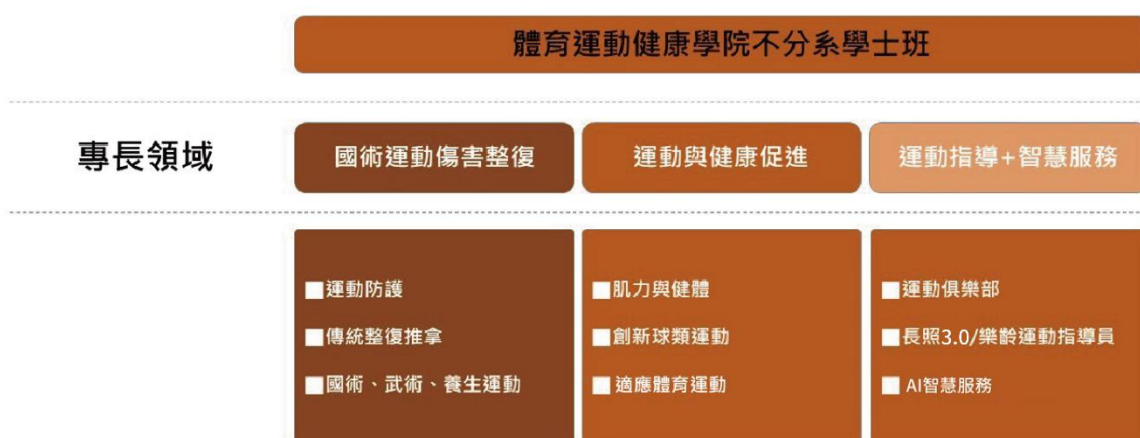 體育運動健康學院不分系學士班
專長領域
國術運動傷害整復
運動與健康促進
運動指導+智慧服務
■運動防護
■傳統整復推拿
■國術、武術、養生運動
■肌力與健體
■創新球類運動
■適應體育運動
■運動俱樂部
■長照3.0/樂齡運動指導員
■AI智慧服務